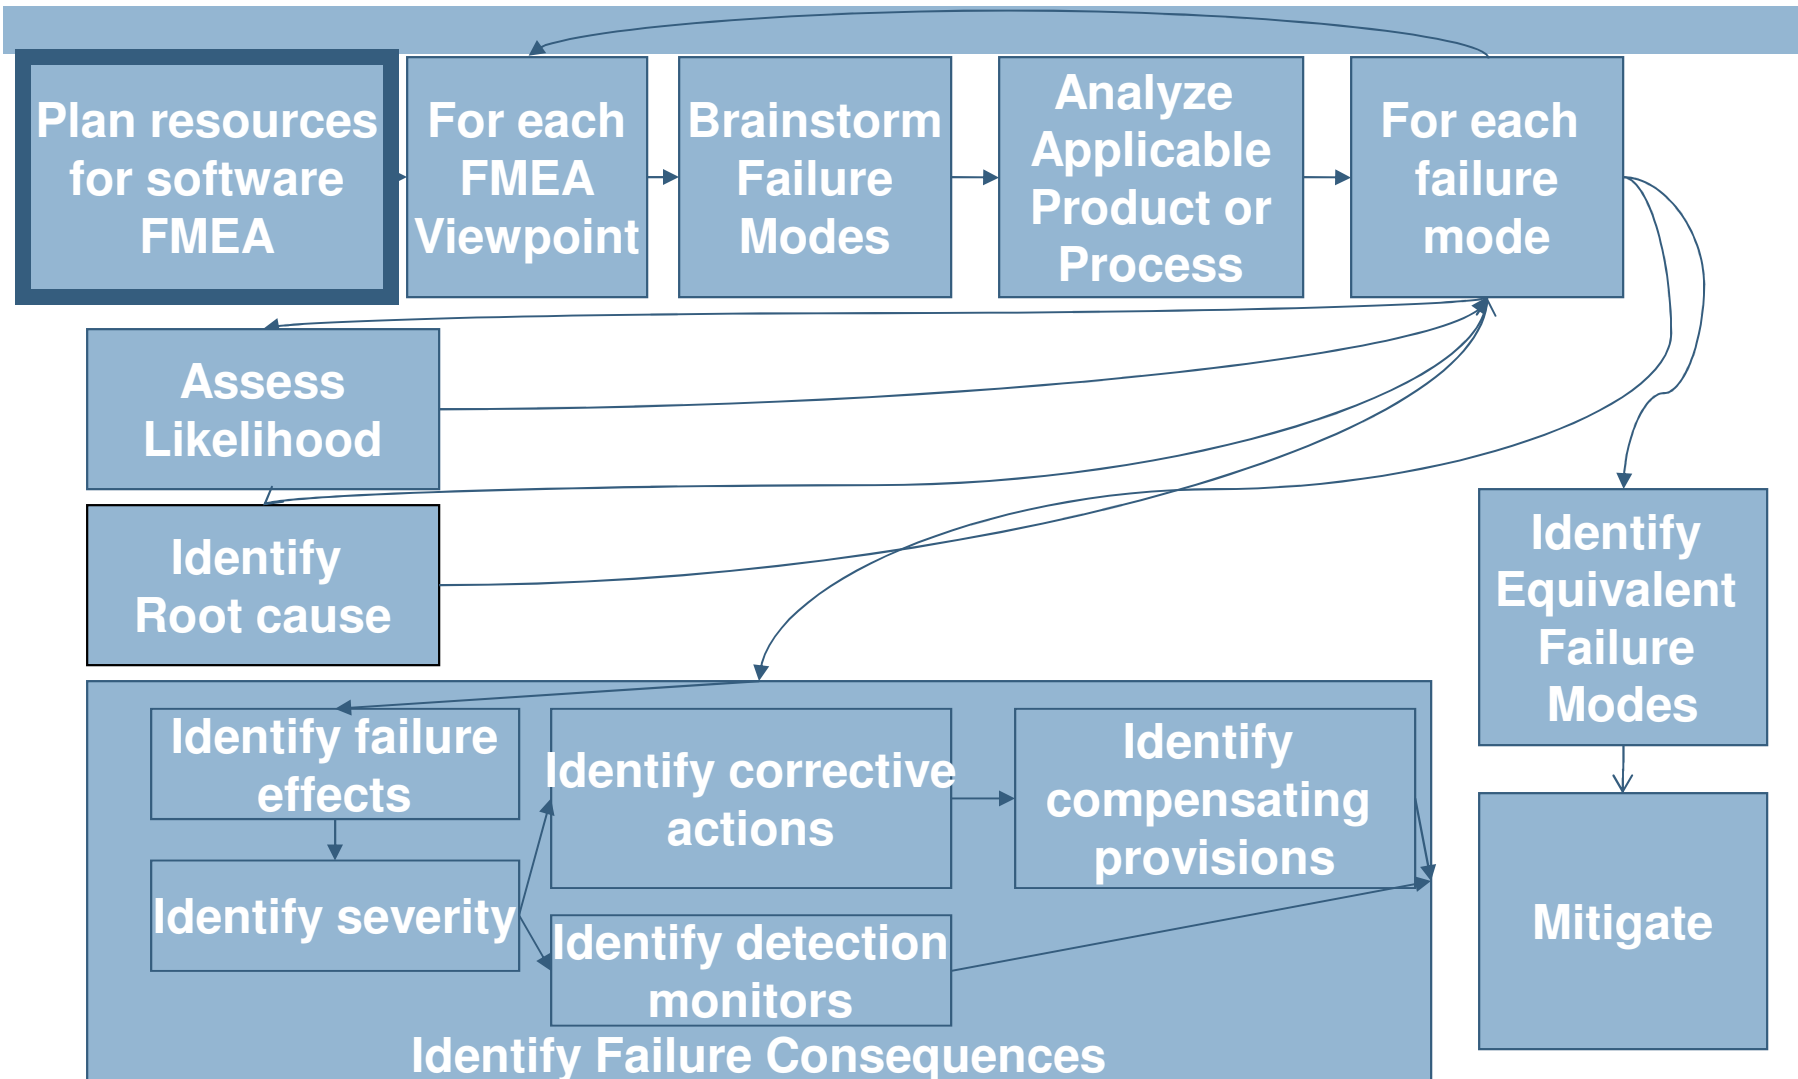 Plan resources
for software
FMEA
For each
FMEA
Viewpoint
Brainstorm
Failure
Modes
Analyze
Applicable
Product or
Process
For each
failure
mode
Assess
Likelihood
Identify
Root cause
Identify failure
effects
Identify severity
Identify corrective
actions
Identify detection
monitors
Identify
compensating
provisions
Identify Failure Consequences
Identify
Equivalent
Failure
Modes
Mitigate